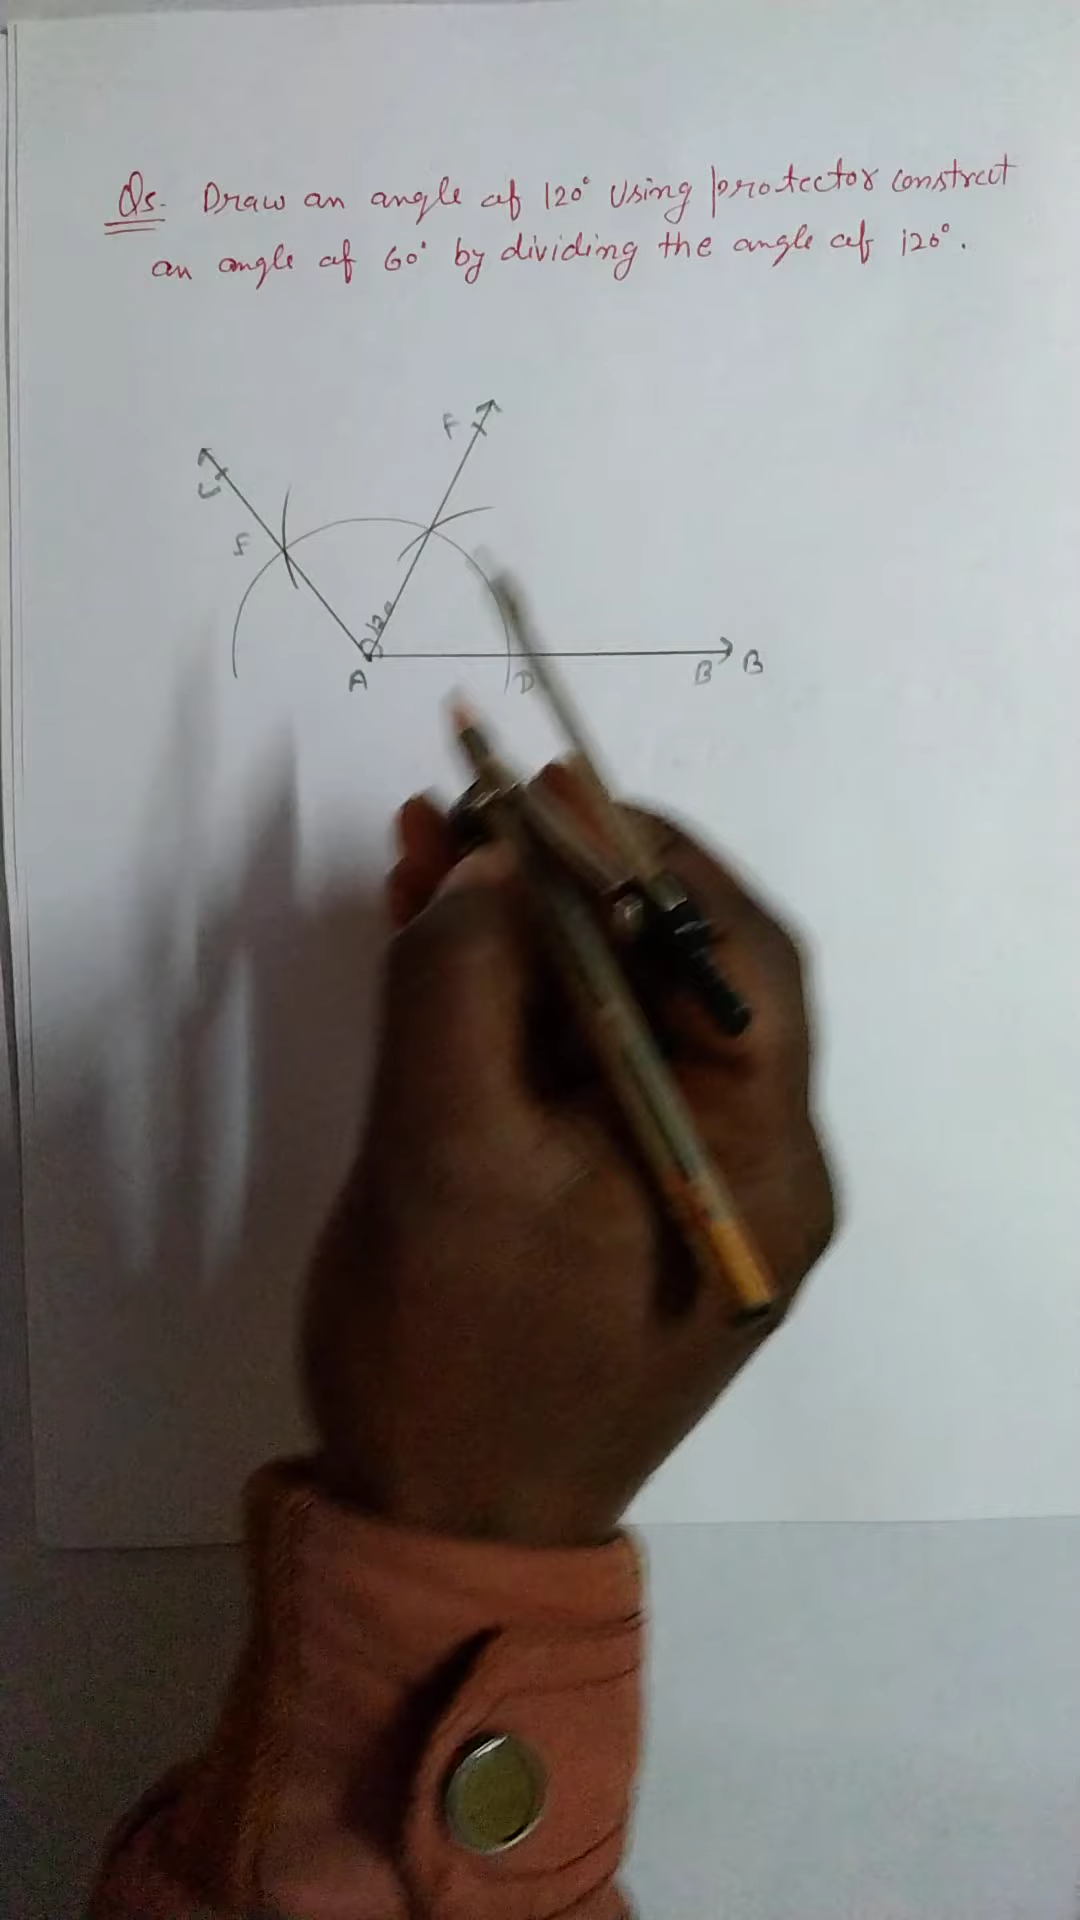 Qs. Draw an angle of 120° Using protector construct
an angle of 60° by dividing the angle of 120°.
F
C
E
120
A
D
B
B